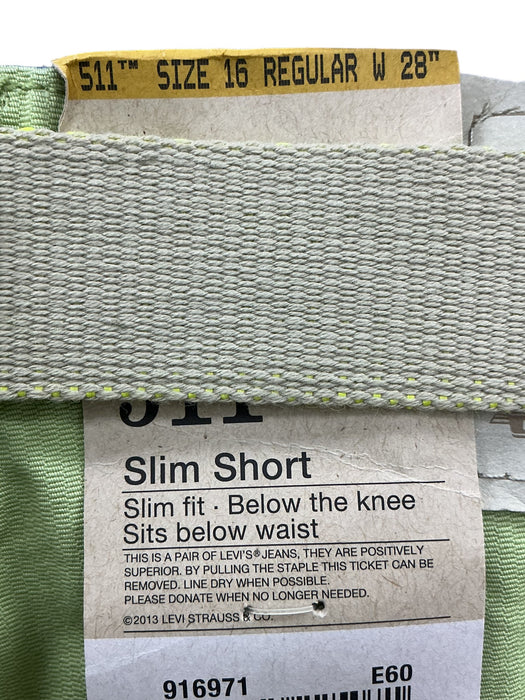 511™ SIZE 16 REGULAR W 28"
511
Slim Short
Slim fit · Below the knee
Sits below waist
THIS IS A PAIR OF LEVI'S® JEANS, THEY ARE POSITIVELY
SUPERIOR. BY PULLING THE STAPLE THIS TICKET CAN BE
REMOVED. LINE DRY WHEN POSSIBLE.
PLEASE DONATE WHEN NO LONGER NEEDED.
©2013 LEVI STRAUSS & CO.
916971 E60